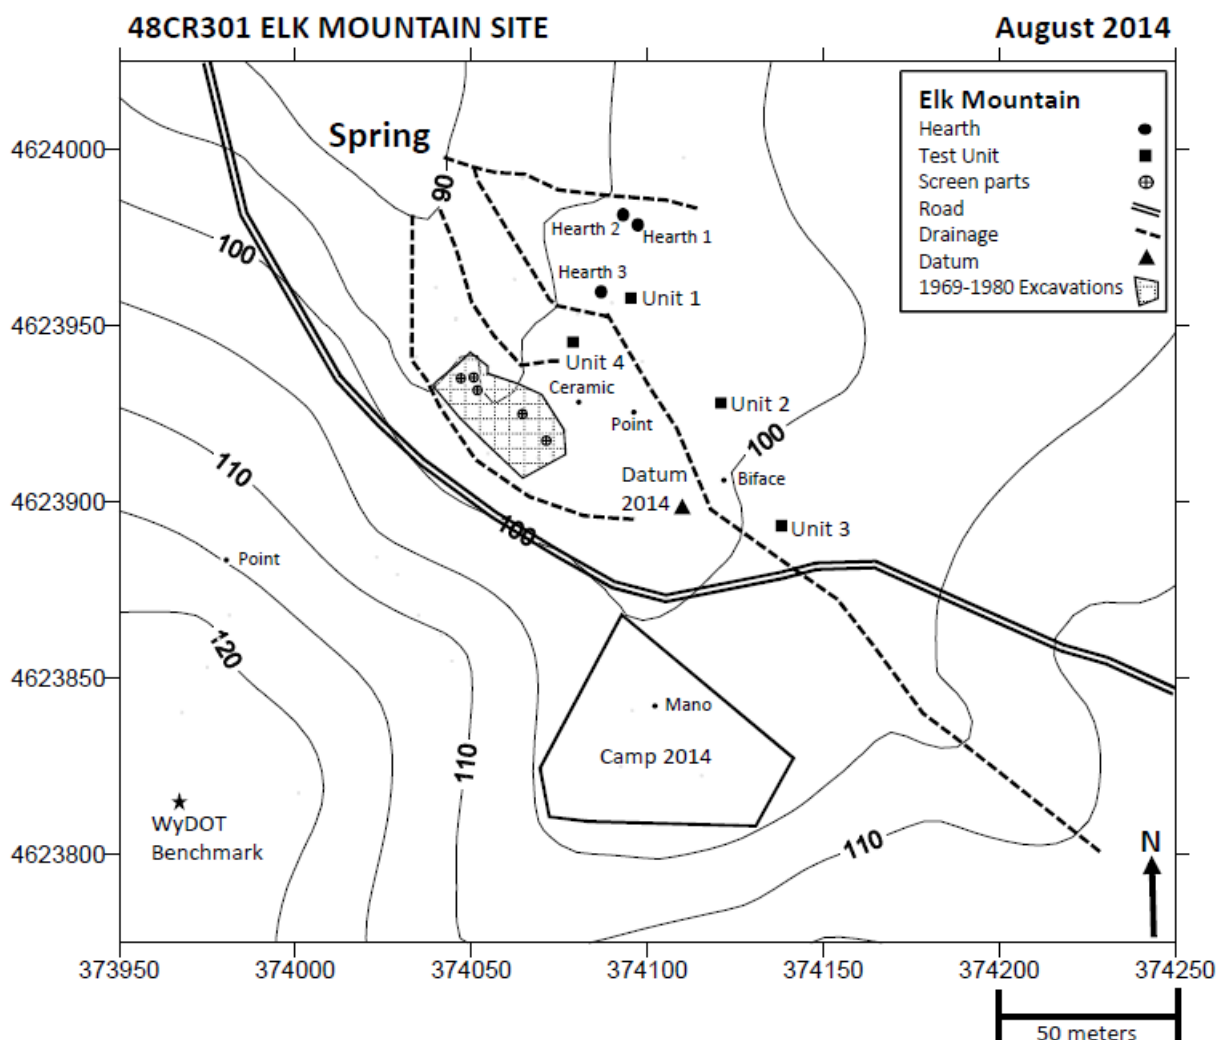 48CR301 ELK MOUNTAIN SITE
August 2014
Elk Mountain
Hearth
Test Unit
Screen parts
Road
Drainage
Datum
1969-1980 Excavations
4624000
Spring
90
Hearth 2
Hearth 1
100
Hearth 3
Unit 1
4623950
Unit 4
Ceramic
Unit 2
Point
100
110
Datum
2014
Biface
4623900
100
Unit 3
Point
120
4623850
Mano
Camp 2014
110
WyDOT
Benchmark
110
N
4623800
373950
374000
374050
374100
374150
374200
374250
50 meters